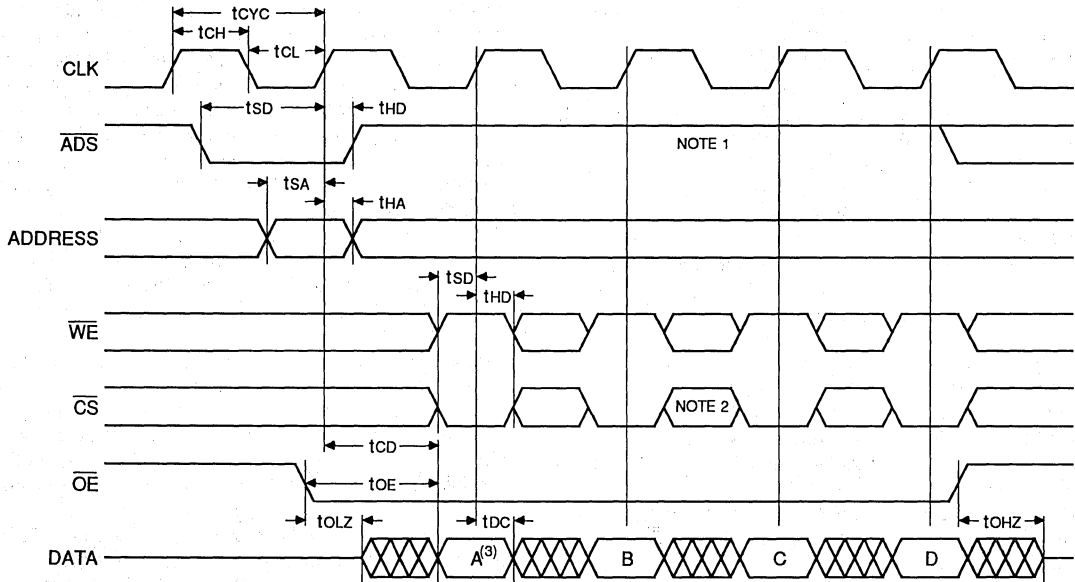 tCYC
tCH
tCL
CLK
tSD
tHD
ADS
NOTE 1
tSA
tHA
ADDRESS
tSD
tHD
WE
CS
NOTE 2
tCD
OE
tOE
tOLZ
tDC
tOHZ
DATA
A(3)
B
C
D